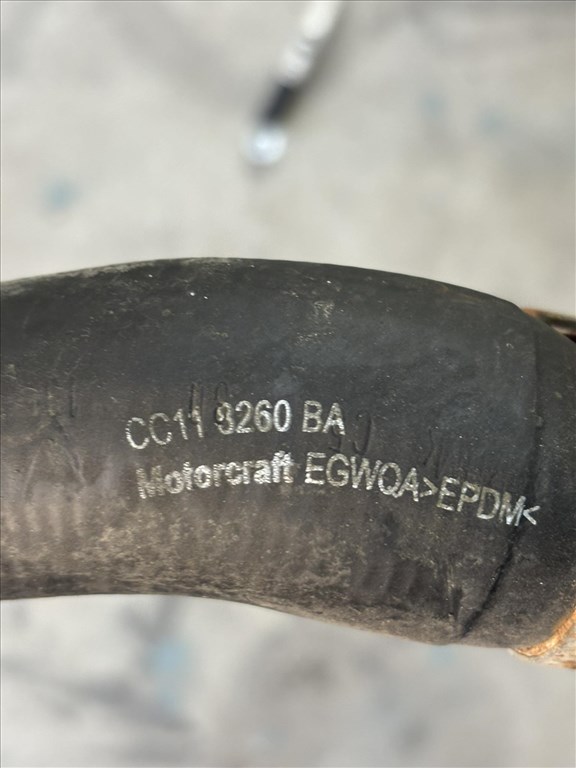 CC11 8260 BA
Motorcraft EGWQA>EPDM<